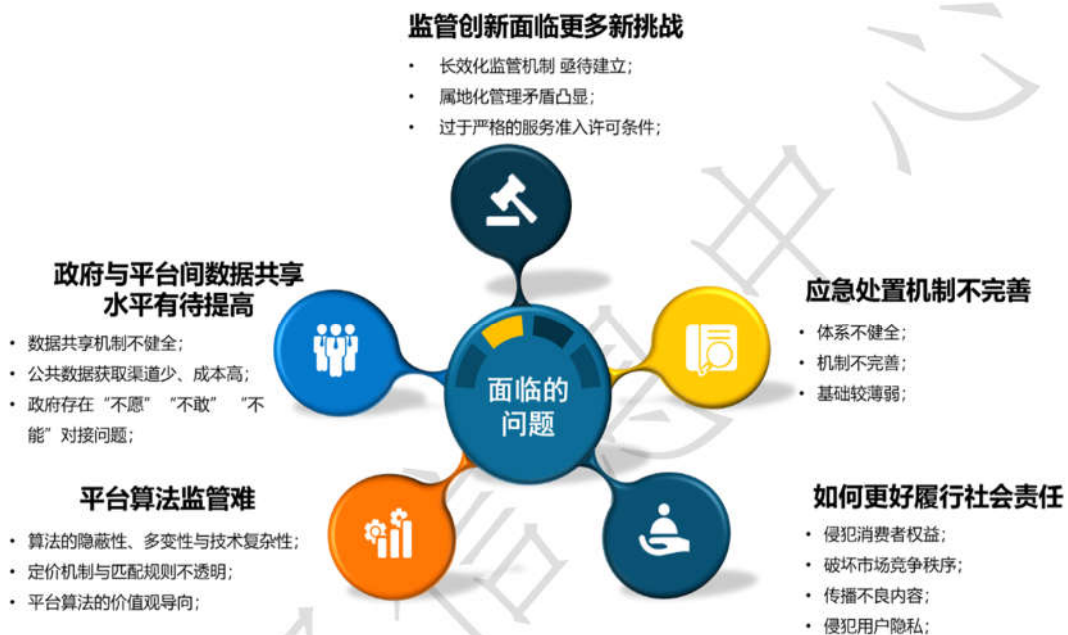 监管创新面临更多新挑战
• 长效化监管机制 亟待建立；
• 属地化管理矛盾凸显；
• 过于严格的服务准入许可条件；
政府与平台间数据共享
水平有待提高
• 数据共享机制不健全；
• 公共数据获取渠道少、成本高；
• 政府存在“不愿” “不敢” “不
能”对接问题；
应急处置机制不完善
• 体系不健全；
• 机制不完善；
• 基础较薄弱；
面临的
问题
平台算法监管难
• 算法的隐蔽性、多变性与技术复杂性；
• 定价机制与匹配规则不透明；
• 平台算法的价值观导向；
如何更好履行社会责任
• 侵犯消费者权益；
• 破坏市场竞争秩序；
• 传播不良内容；
• 侵犯用户隐私；
信息中心